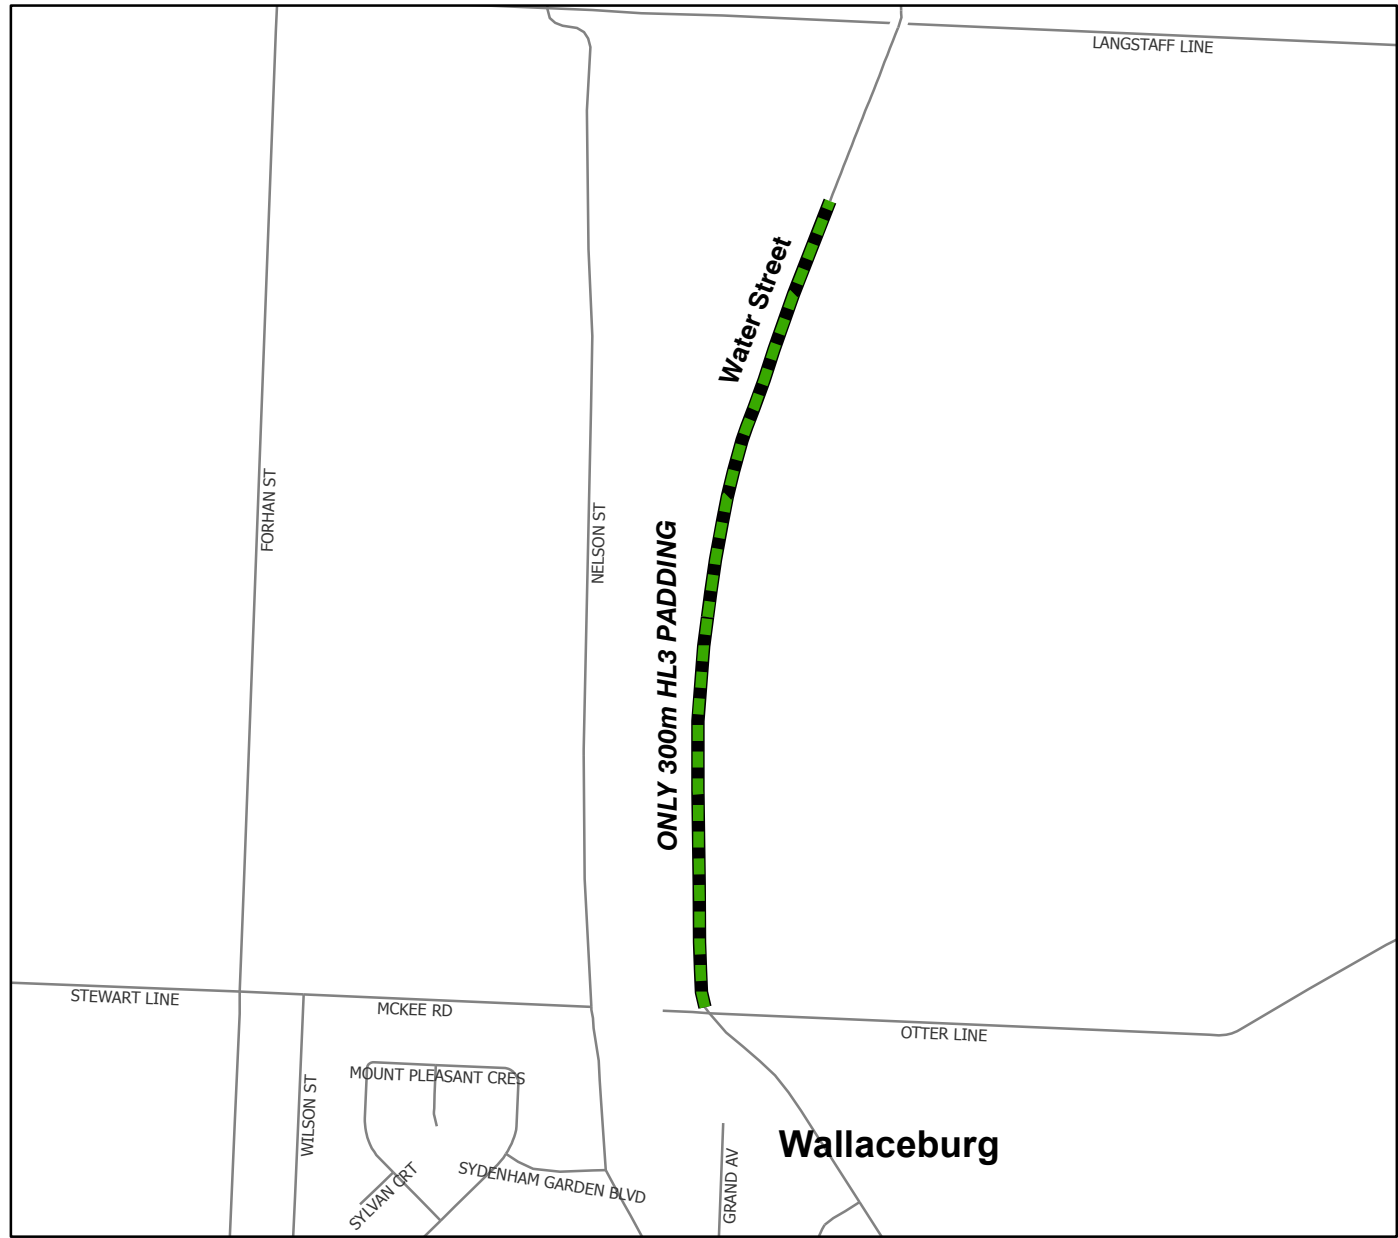 LANGSTAFF LINE
Water Street
FORHAN ST
NELSON ST
ONLY 300m HL3 PADDING
STEWART LINE
MCKEE RD
OTTER LINE
MOUNT PLEASANT CRES
WILSON ST
Wallaceburg
SYLVAN CRT
SYDENHAM GARDEN BLVD
GRAND AV